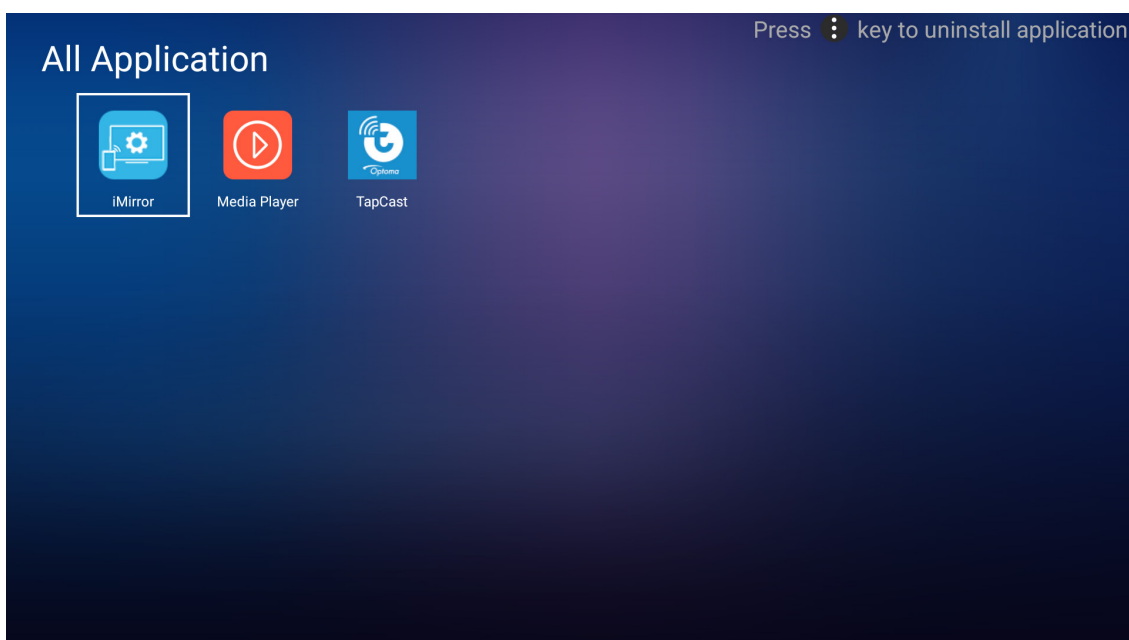 Press key to uninstall application
All Application
Optoma
iMirror
Media Player
TapCast